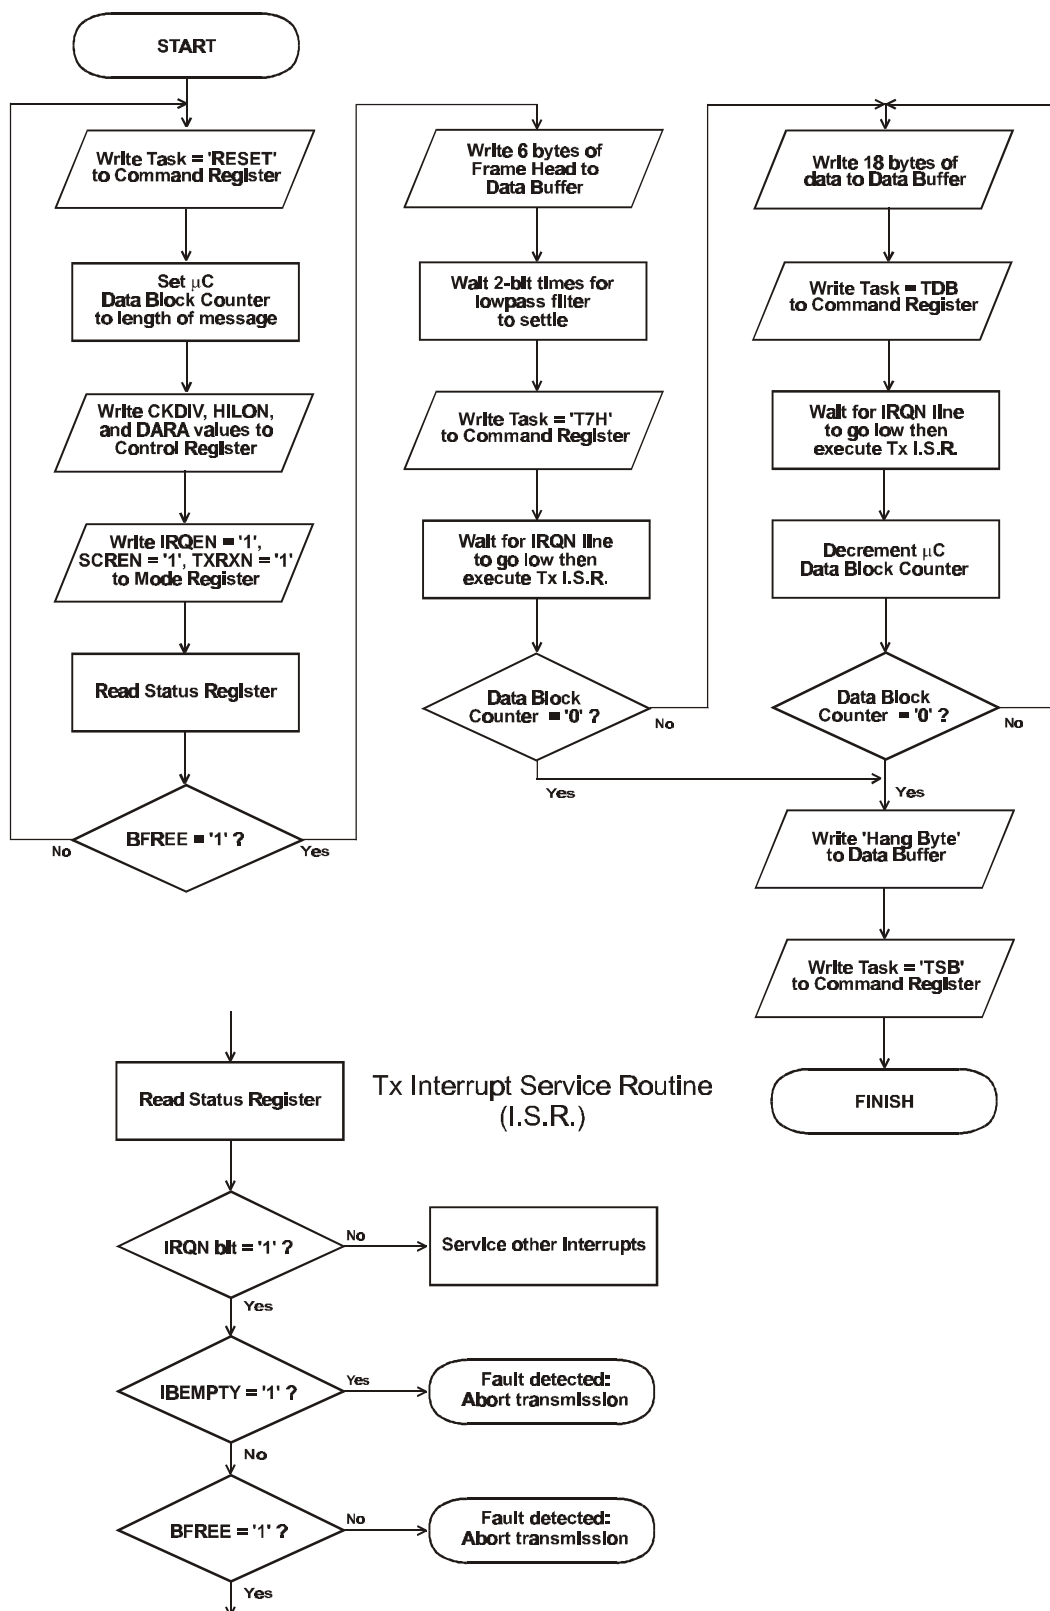 START
Write Task = 'RESET'
to Command Register
Set μC
Data Block Counter
to length of message
Write CKDIV, HILON,
and DARA values to
Control Register
Write IRQEN = '1',
SCREN = '1', TXRXN = '1'
to Mode Register
Read Status Register
BFREE = '1' ?
No
Yes
Write 6 bytes of
Frame Head to
Data Buffer
Wait 2-bit times for
lowpass filter
to settle
Write Task = 'T7H'
to Command Register
Wait for IRQN line
to go low then
execute Tx I.S.R.
Data Block
Counter = '0' ?
No
Yes
Write 18 bytes of
data to Data Buffer
Write Task = TDB
to Command Register
Wait for IRQN line
to go low then
execute Tx I.S.R.
Decrement μC
Data Block Counter
Data Block
Counter = '0' ?
No
Yes
Write 'Hang Byte'
to Data Buffer
Write Task = 'TSB'
to Command Register
FINISH
Tx Interrupt Service Routine
(I.S.R.)
Read Status Register
IRQN bit = '1' ?
No
Service other Interrupts
Yes
IBEMPTY = '1' ?
Yes
Fault detected:
Abort transmission
No
BFREE = '1' ?
No
Fault detected:
Abort transmission
Yes